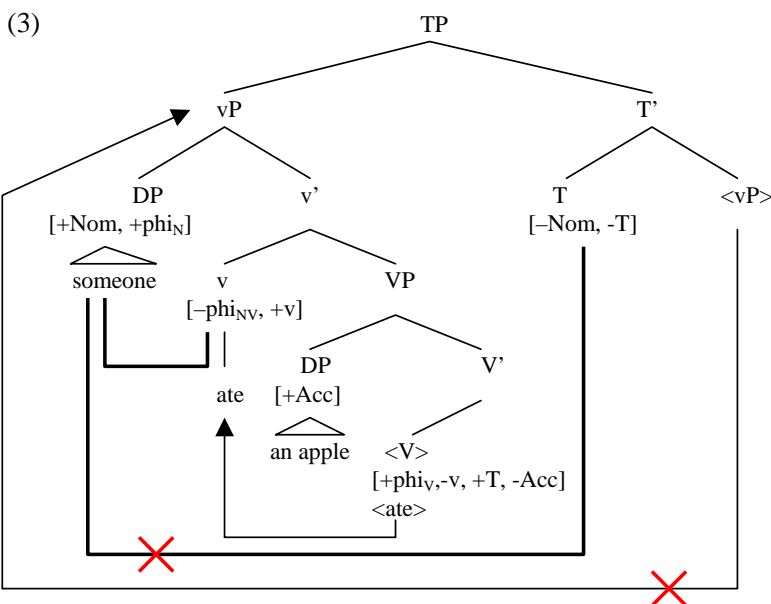 (3)
TP
vP T’
DP v’ T <vP>
[+Nom, +phiN] [–Nom, -T]
someone v VP
[–phiNV, +v]
DP V’
ate [+Acc]
an apple <V>
[+phiV,-v, +T, -Acc]
<ate>